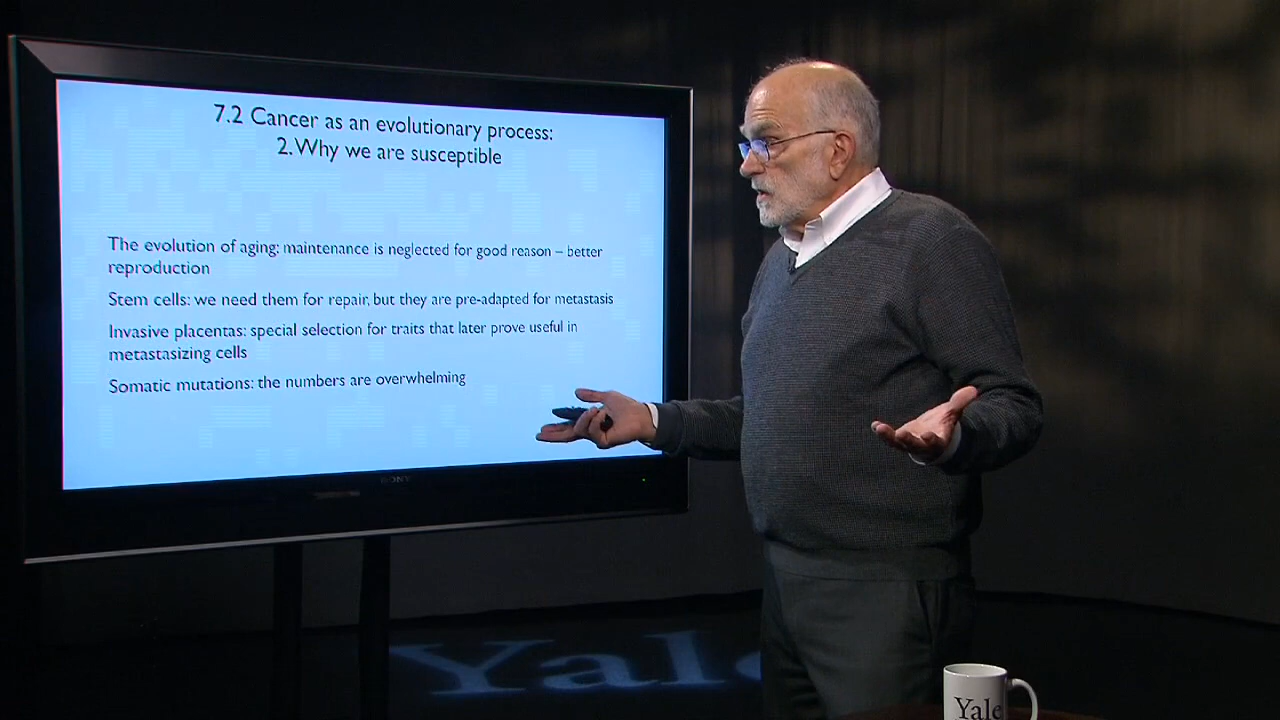 7.2 Cancer as an evolutionary process:
2. Why we are susceptible
The evolution of aging: maintenance is neglected for good reason – better
reproduction
Stem cells: we need them for repair, but they are pre-adapted for metastasis
Invasive placentas: special selection for traits that later prove useful in
metastasizing cells
Somatic mutations: the numbers are overwhelming
SONY
Yale
Yale